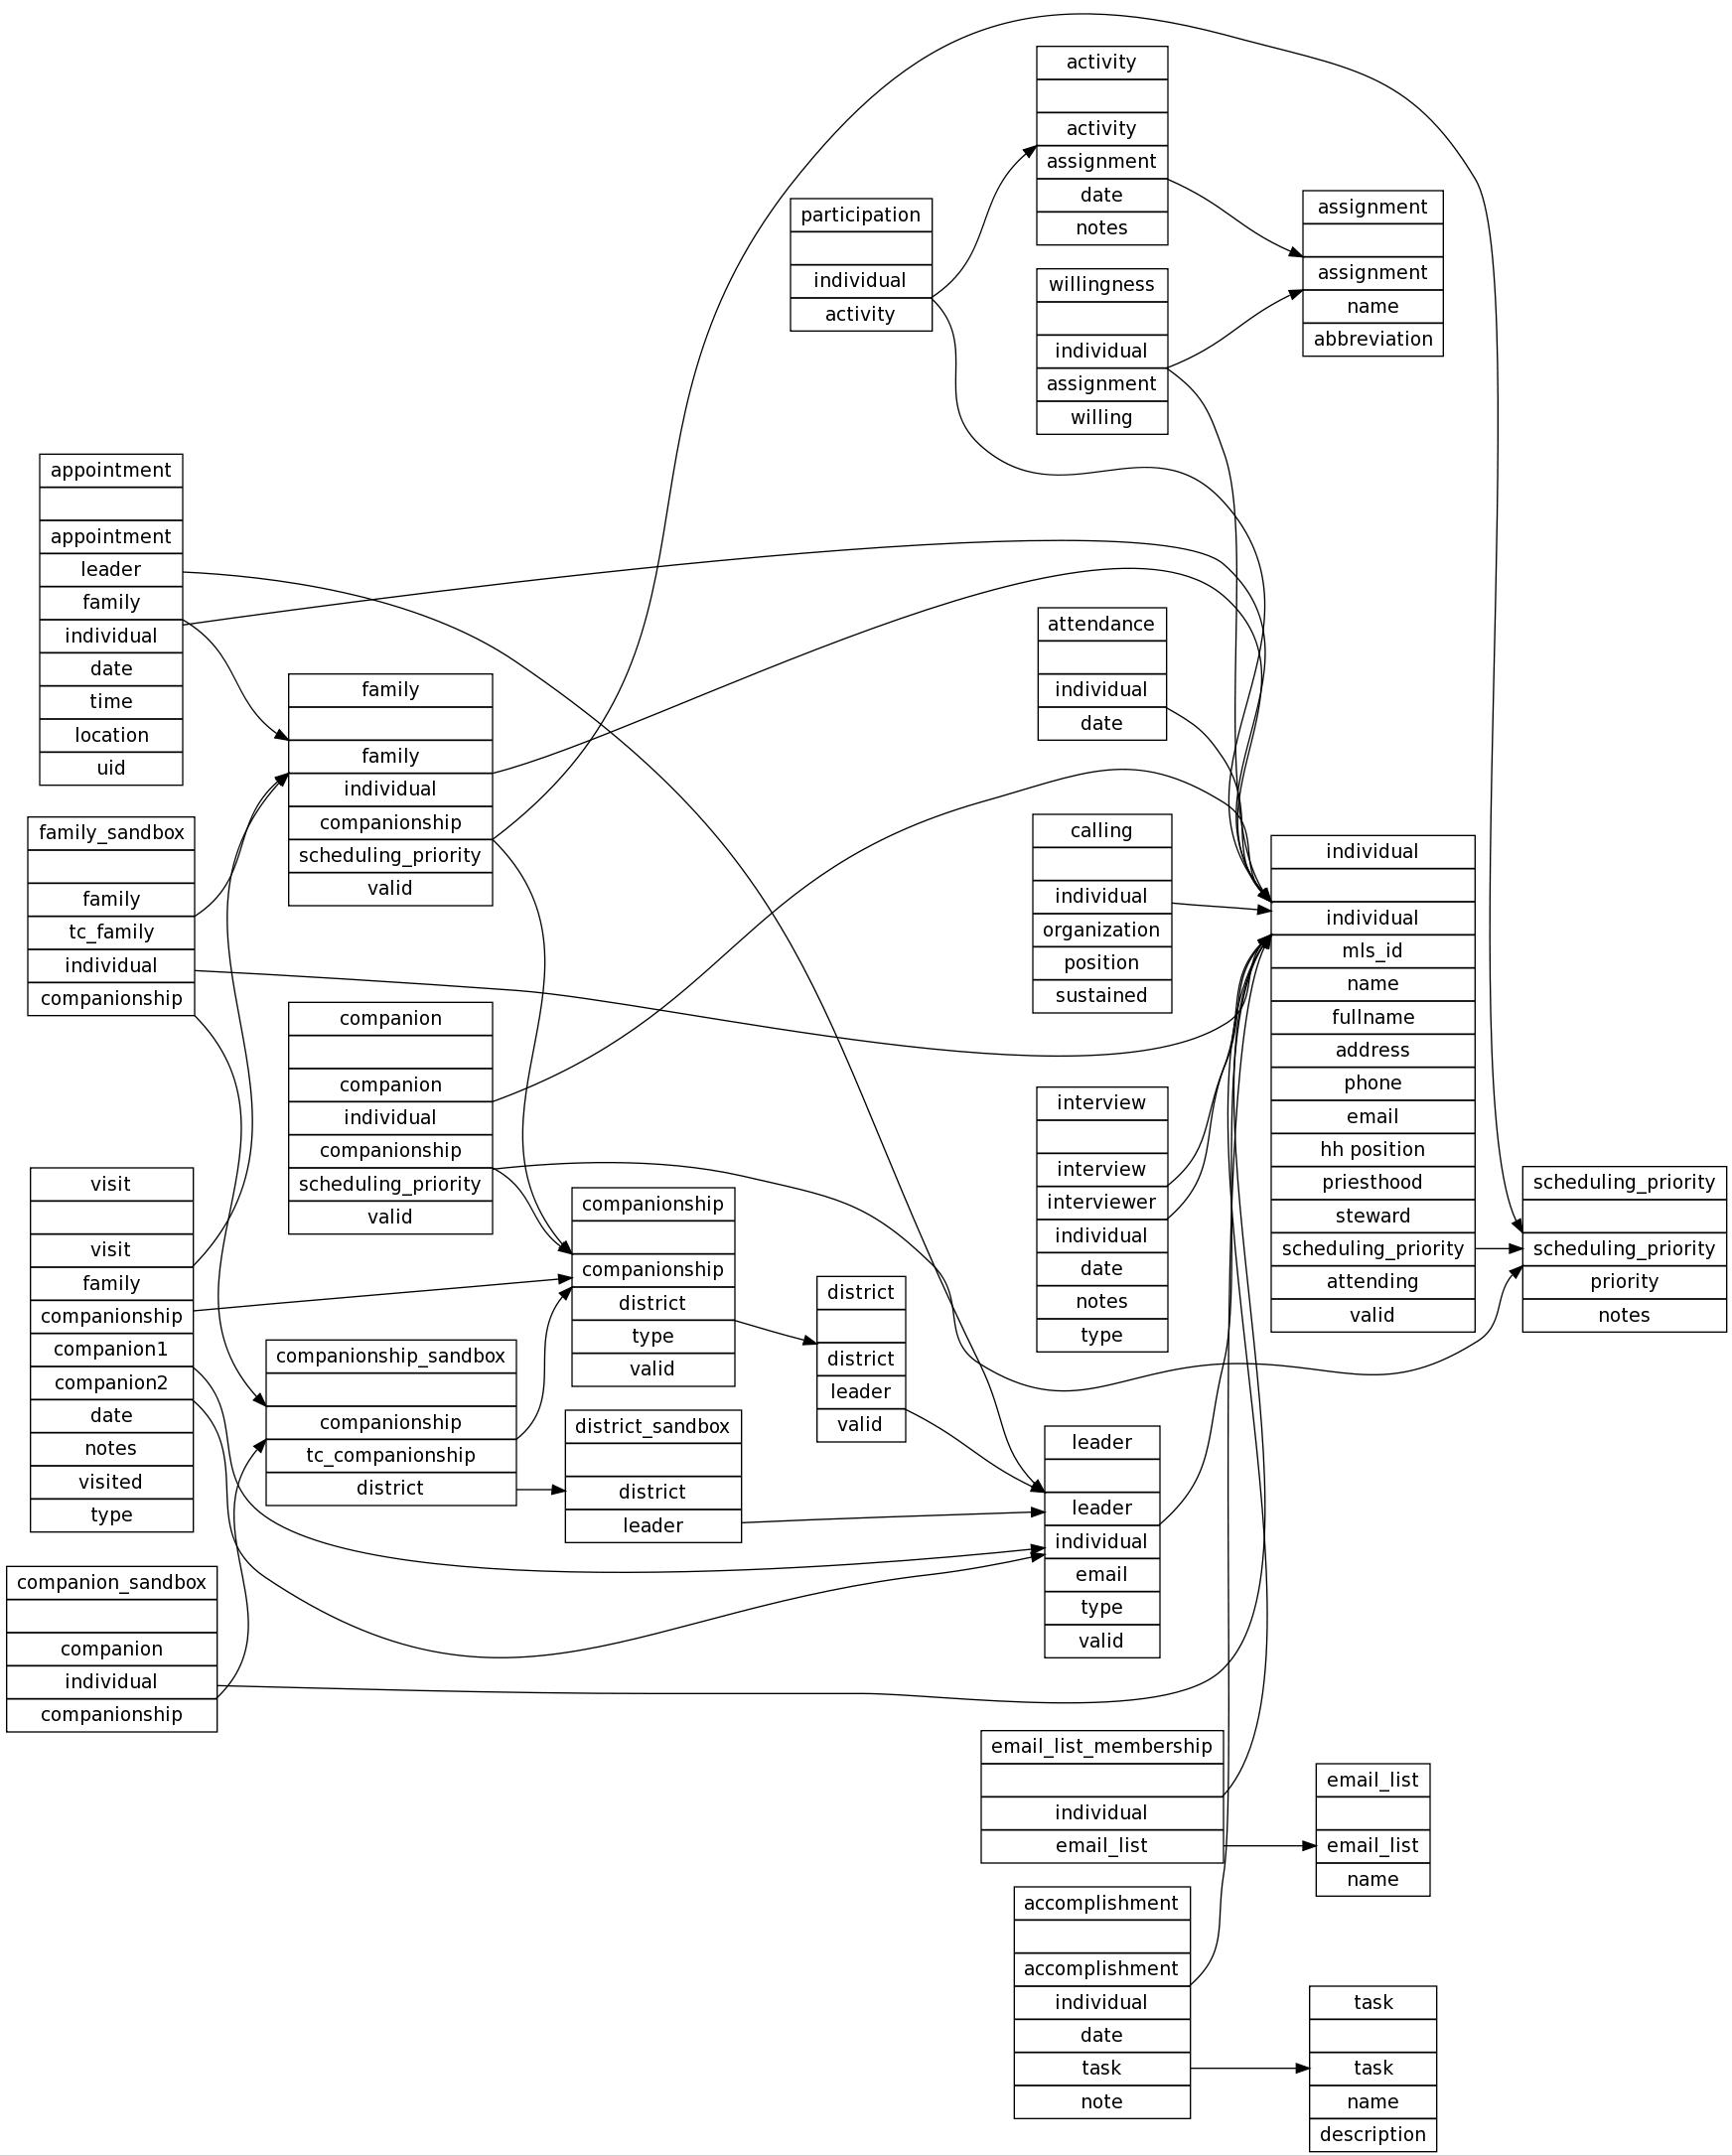 activity
activity
assignment
date
notes
participation
individual
activity
assignment
assignment
name
abbreviation
willingness
individual
assignment
willing
appointment
appointment
leader
family
individual
date
time
location
uid
family
family
individual
companionship
scheduling_priority
valid
attendance
individual
date
family_sandbox
family
tc_family
individual
companionship
calling
individual
organization
position
sustained
individual
individual
mls_id
name
fullname
address
phone
email
hh position
priesthood
steward
scheduling_priority
attending
valid
companion
companion
individual
companionship
scheduling_priority
valid
interview
interview
interviewer
individual
date
notes
type
scheduling_priority
scheduling_priority
priority
notes
visit
visit
family
companionship
companion1
companion2
date
notes
visited
type
companionship
companionship
district
type
valid
district
district
leader
valid
companionship_sandbox
companionship
tc_companionship
district
district_sandbox
district
leader
leader
leader
individual
email
type
valid
companion_sandbox
companion
individual
companionship
email_list_membership
individual
email_list
email_list
email_list
name
accomplishment
accomplishment
individual
date
task
note
task
task
name
description